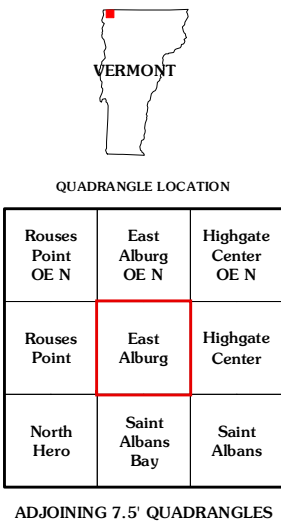 VERMONT
QUADRANGLE LOCATION
Rouses
Point
OE N
East
Alburg
OE N
Highgate
Center
OE N
Rouses
Point
East
Alburg
Highgate
Center
North
Hero
Saint
Albans
Bay
Saint
Albans
ADJOINING 7.5' QUADRANGLES